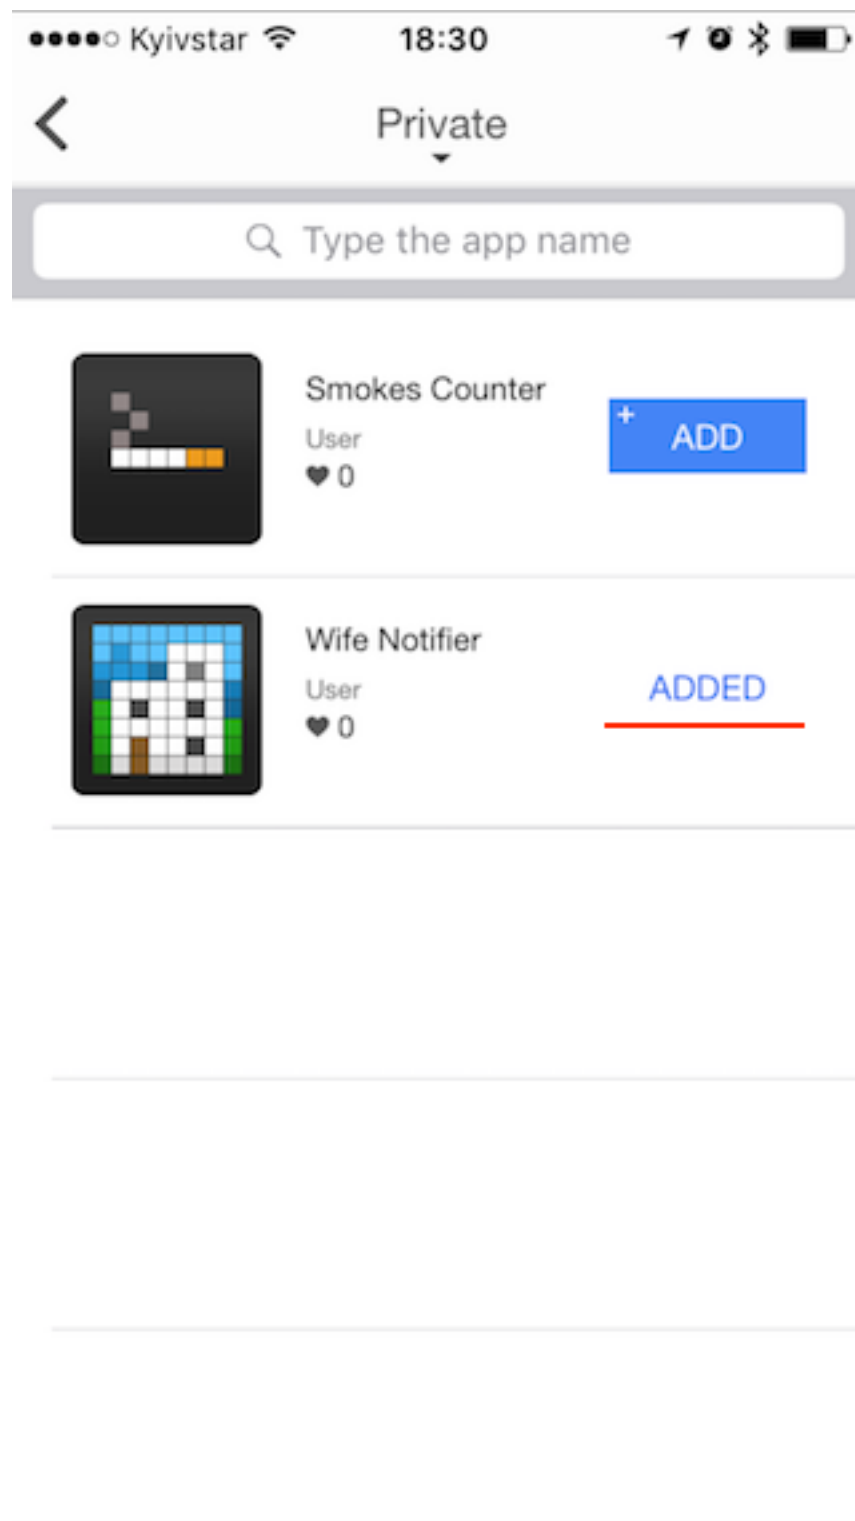 Kyivstar 18:30
Private
Type the app name
Smokes Counter
User
0
+ ADD
Wife Notifier
User
0
ADDED